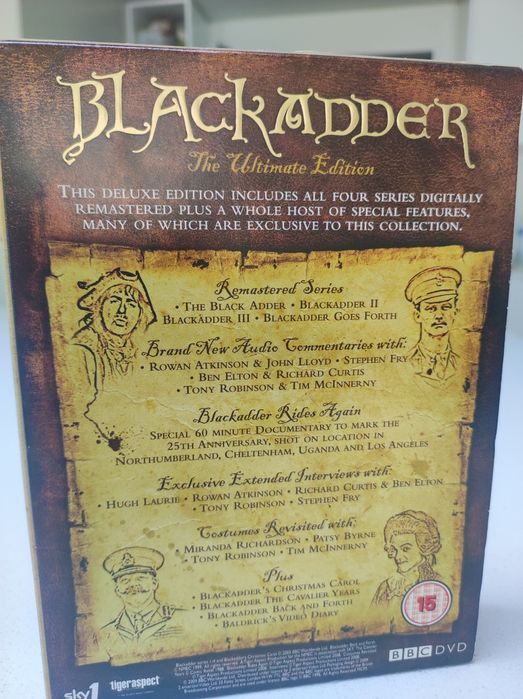 BLACKADDER
The Ultimate Edition
THIS DELUXE EDITION INCLUDES ALL FOUR SERIES DIGITALLY
REMASTERED PLUS A WHOLE HOST OF SPECIAL FEATURES,
MANY OF WHICH ARE EXCLUSIVE TO THIS COLLECTION.
Remastered Series
• THE BLACK ADDER • BLACKADDER II
BLACKADDER III • BLACKADDER GOES FORTH
Brand New Audio Commentaries with:
• ROWAN ATKINSON & JOHN LLOYD • STEPHEN FRY
• BEN ELTON & RICHARD CURTIS
• TONY ROBINSON & TIM MCINNERNY
Blackadder Rides Again
SPECIAL 60 MINUTE DOCUMENTARY TO MARK THE
25TH ANNIVERSARY, SHOT ON LOCATION IN
NORTHUMBERLAND, CHELTENHAM, UGANDA AND LOS ANGELES
Exclusive Extended Interviews with:
HUGH LAURIE • ROWAN ATKINSON • RICHARD CURTIS & BEN ELTON
• TONY ROBINSON • STEPHEN FRY
Costumes Revisited with:
• MIRANDA RICHARDSON • PATSY BYRNE
• TONY ROBINSON • TIM MCINNERNY
Plus
• BLACKADDER'S CHRISTMAS CAROL
• BLACKADDER THE CAVALIER YEARS
• BLACKADDER BACK AND FORTH
• BALDRICK'S VIDEO DIARY
15
sky1
tigeraspect
BBC DVD